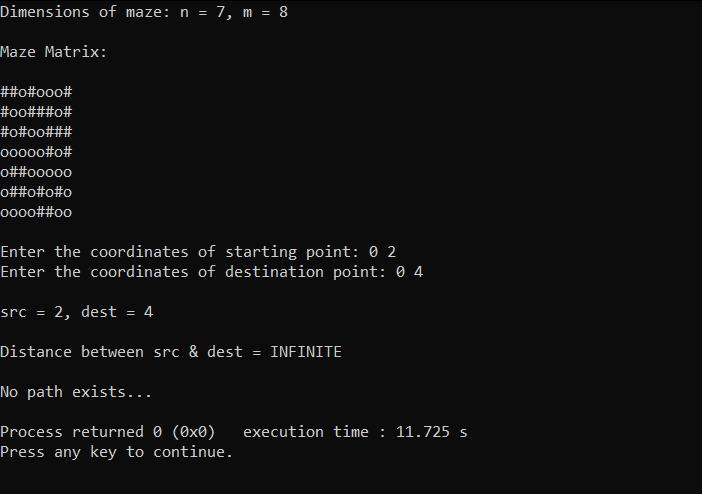 Dimensions of maze: n = 7, m = 8
Maze Matrix:
##o#ooo#
#oo###o#
#o#oo###
ooooo#o#
o##ooooo
o##o#o#o
oooo##oo
Enter the coordinates of starting point: 0 2
Enter the coordinates of destination point: 0 4
src = 2, dest = 4
Distance between src & dest = INFINITE
No path exists...
Process returned 0 (0x0)   execution time : 11.725 s
Press any key to continue.